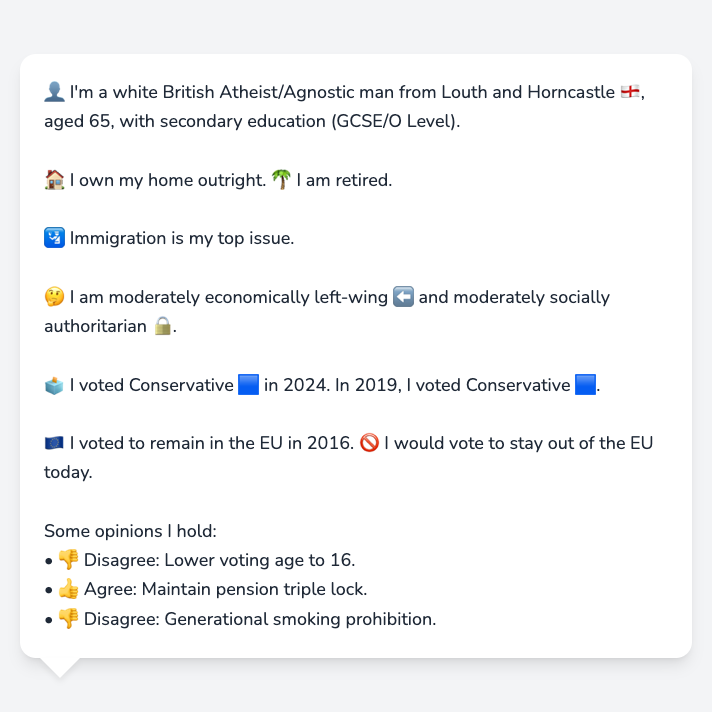 👤 I'm a white British Atheist/Agnostic man from Louth and Horncastle 🏴󠁧󠁢󠁥󠁮󠁧󠁿,
aged 65, with secondary education (GCSE/O Level).
🏠 I own my home outright. 🌴 I am retired.
🛂 Immigration is my top issue.
🤔 I am moderately economically left-wing ⬅️ and moderately socially
authoritarian 🔒.
🗳️ I voted Conservative 🟦 in 2024. In 2019, I voted Conservative 🟦.
🇪🇺 I voted to remain in the EU in 2016. 🚫 I would vote to stay out of the EU
today.
Some opinions I hold:
• 👎 Disagree: Lower voting age to 16.
• 👍 Agree: Maintain pension triple lock.
• 👎 Disagree: Generational smoking prohibition.